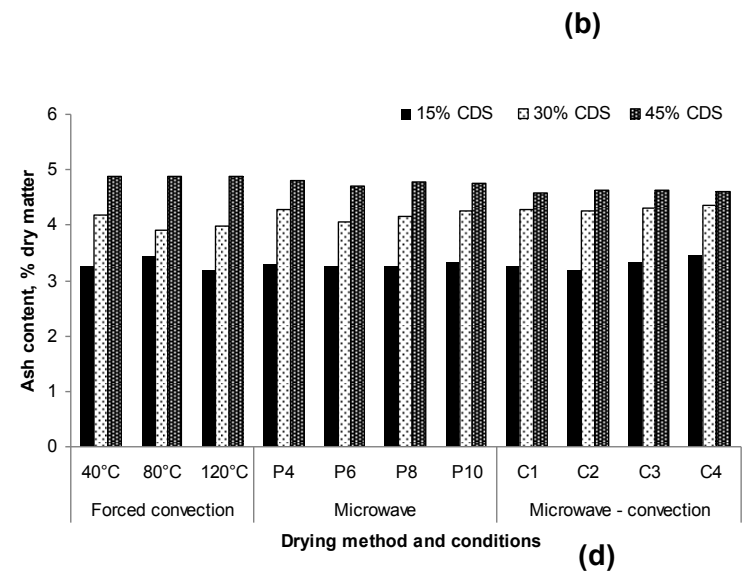 (b)
6
15% CDS 30% CDS 45% CDS
5
4
3
2
1
0
Ash content, % dry matter
40°C 80°C 120°C P4 P6 P8 P10 C1 C2 C3 C4
Forced convection Microwave Microwave - convection
Drying method and conditions
(d)